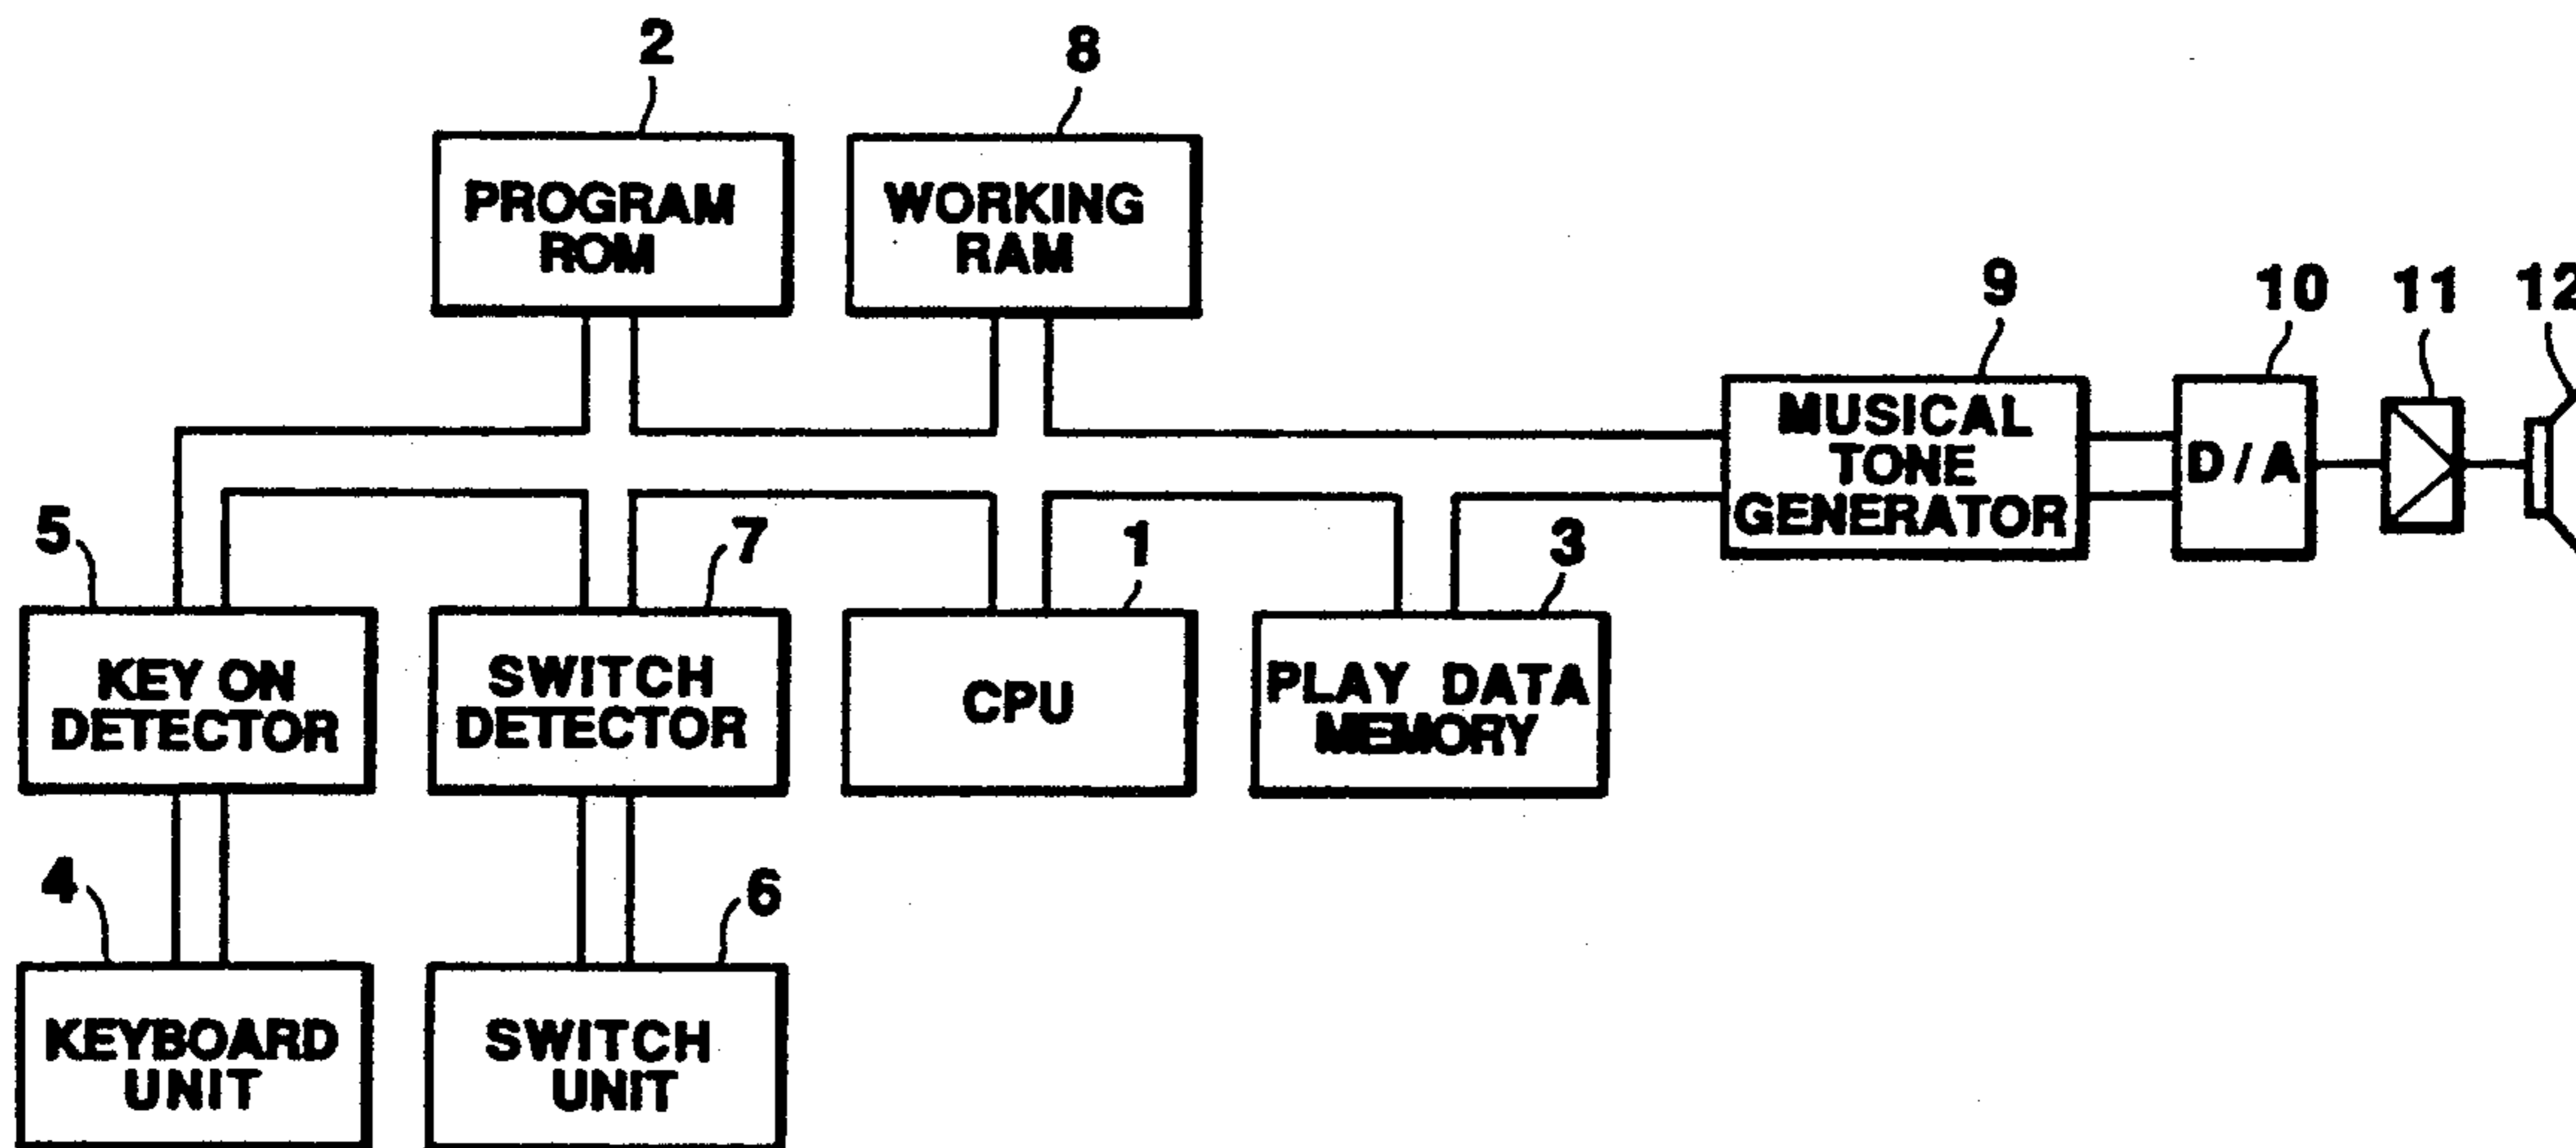 2
8
PROGRAM
ROM
WORKING
RAM
9
10
11
12
MUSICAL
TONE
GENERATOR
D/A
5
7
1
3
KEY ON
DETECTOR
SWITCH
DETECTOR
CPU
PLAY DATA
MEMORY
4
6
KEYBOARD
UNIT
SWITCH
UNIT